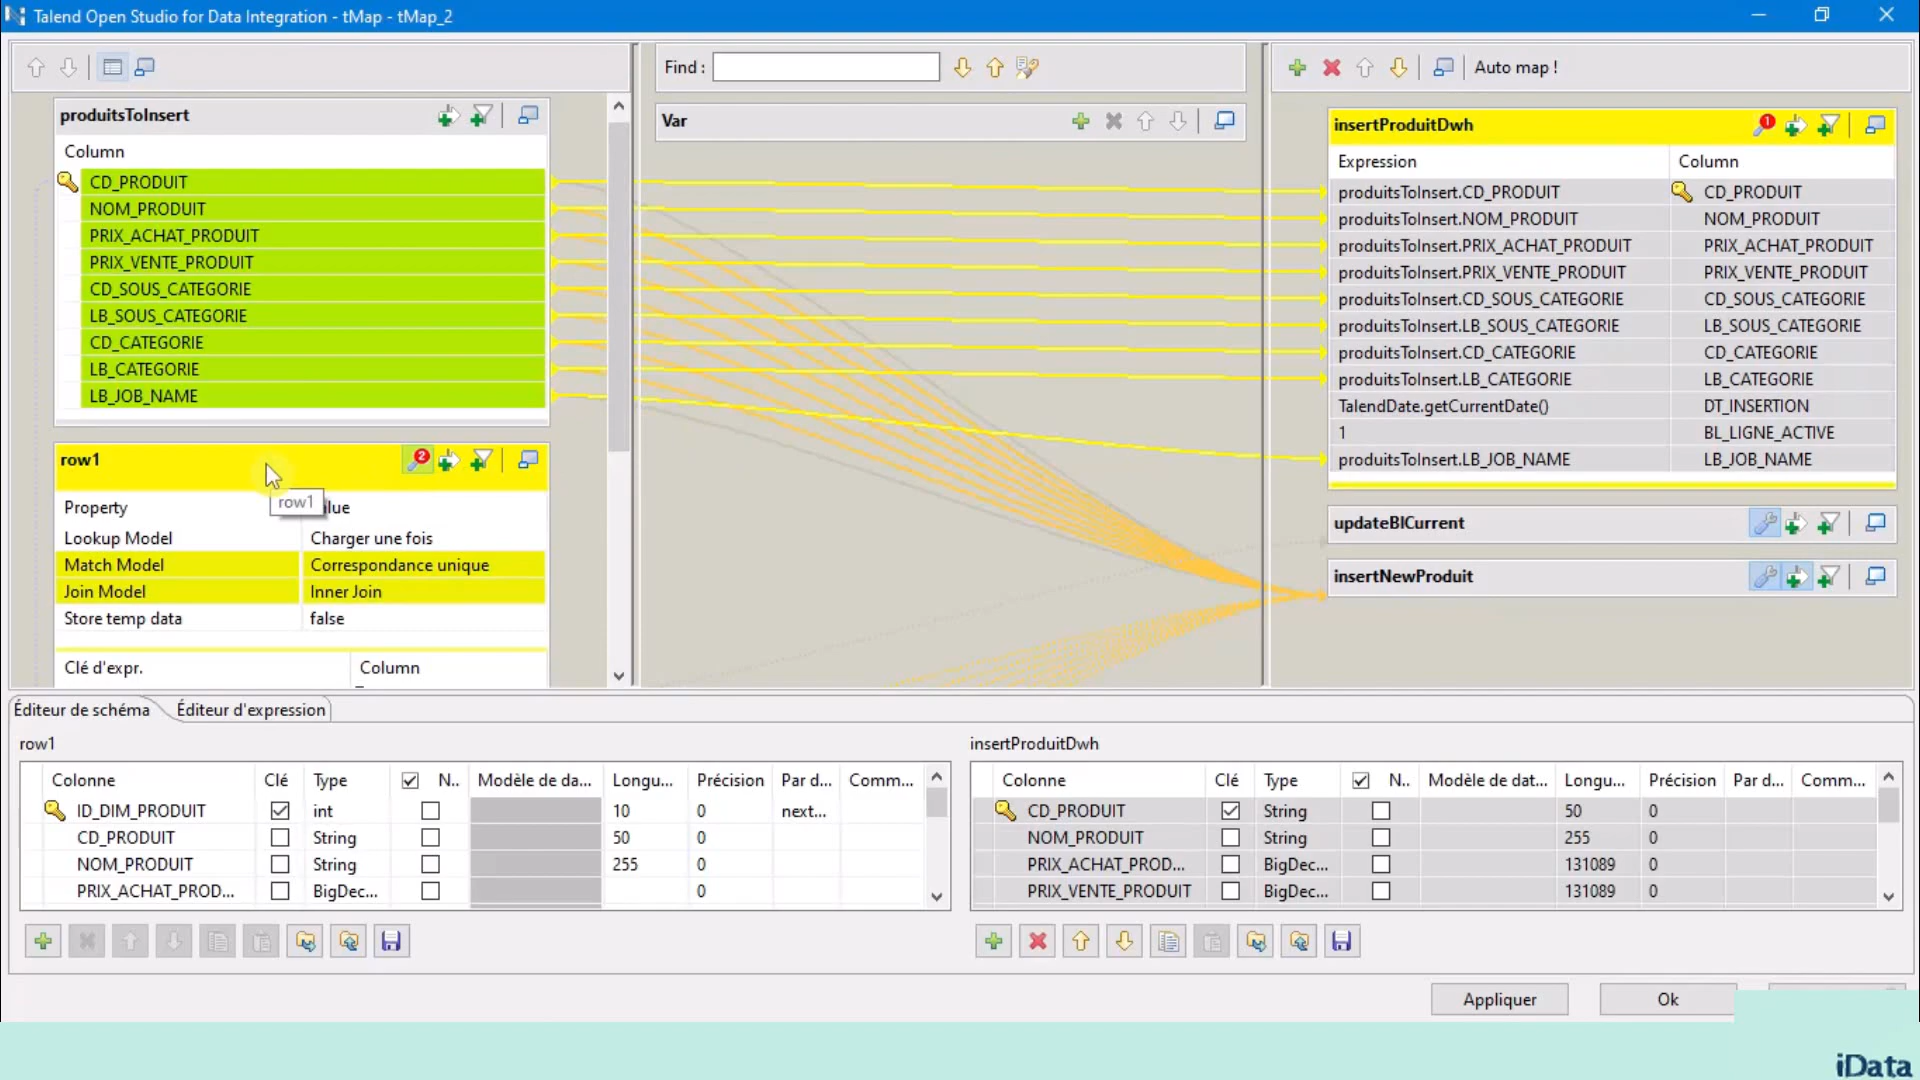 Talend Open Studio for Data Integration - tMap - tMap_2
Find :
Auto map !
produitsToInsert
Column
CD_PRODUIT
NOM_PRODUIT
PRIX_ACHAT_PRODUIT
PRIX_VENTE_PRODUIT
CD_SOUS_CATEGORIE
LB_SOUS_CATEGORIE
CD_CATEGORIE
LB_CATEGORIE
LB_JOB_NAME
row1
2
row1
Property lue
Lookup Model Charger une fois
Match Model Correspondance unique
Join Model Inner Join
Store temp data false
Clé d'expr. Column
Var
insertProduitDwh
1
Expression Column
produitsToInsert.CD_PRODUIT CD_PRODUIT
produitsToInsert.NOM_PRODUIT NOM_PRODUIT
produitsToInsert.PRIX_ACHAT_PRODUIT PRIX_ACHAT_PRODUIT
produitsToInsert.PRIX_VENTE_PRODUIT PRIX_VENTE_PRODUIT
produitsToInsert.CD_SOUS_CATEGORIE CD_SOUS_CATEGORIE
produitsToInsert.LB_SOUS_CATEGORIE LB_SOUS_CATEGORIE
produitsToInsert.CD_CATEGORIE CD_CATEGORIE
produitsToInsert.LB_CATEGORIE LB_CATEGORIE
TalendDate.getCurrentDate() DT_INSERTION
1 BL_LIGNE_ACTIVE
produitsToInsert.LB_JOB_NAME LB_JOB_NAME
updateBlCurrent
insertNewProduit
Éditeur de schéma Éditeur d'expression
row1
Colonne Clé Type N.. Modèle de da... Longu... Précision Par d... Comm...
ID_DIM_PRODUIT int 10 0 next...
CD_PRODUIT String 50 0
NOM_PRODUIT String 255 0
PRIX_ACHAT_PROD... BigDec... 0
insertProduitDwh
Colonne Clé Type N.. Modèle de dat... Longu... Précision Par d... Comm...
CD_PRODUIT String 50 0
NOM_PRODUIT String 255 0
PRIX_ACHAT_PROD... BigDec... 131089 0
PRIX_VENTE_PRODUIT BigDec... 131089 0
Appliquer Ok
iData